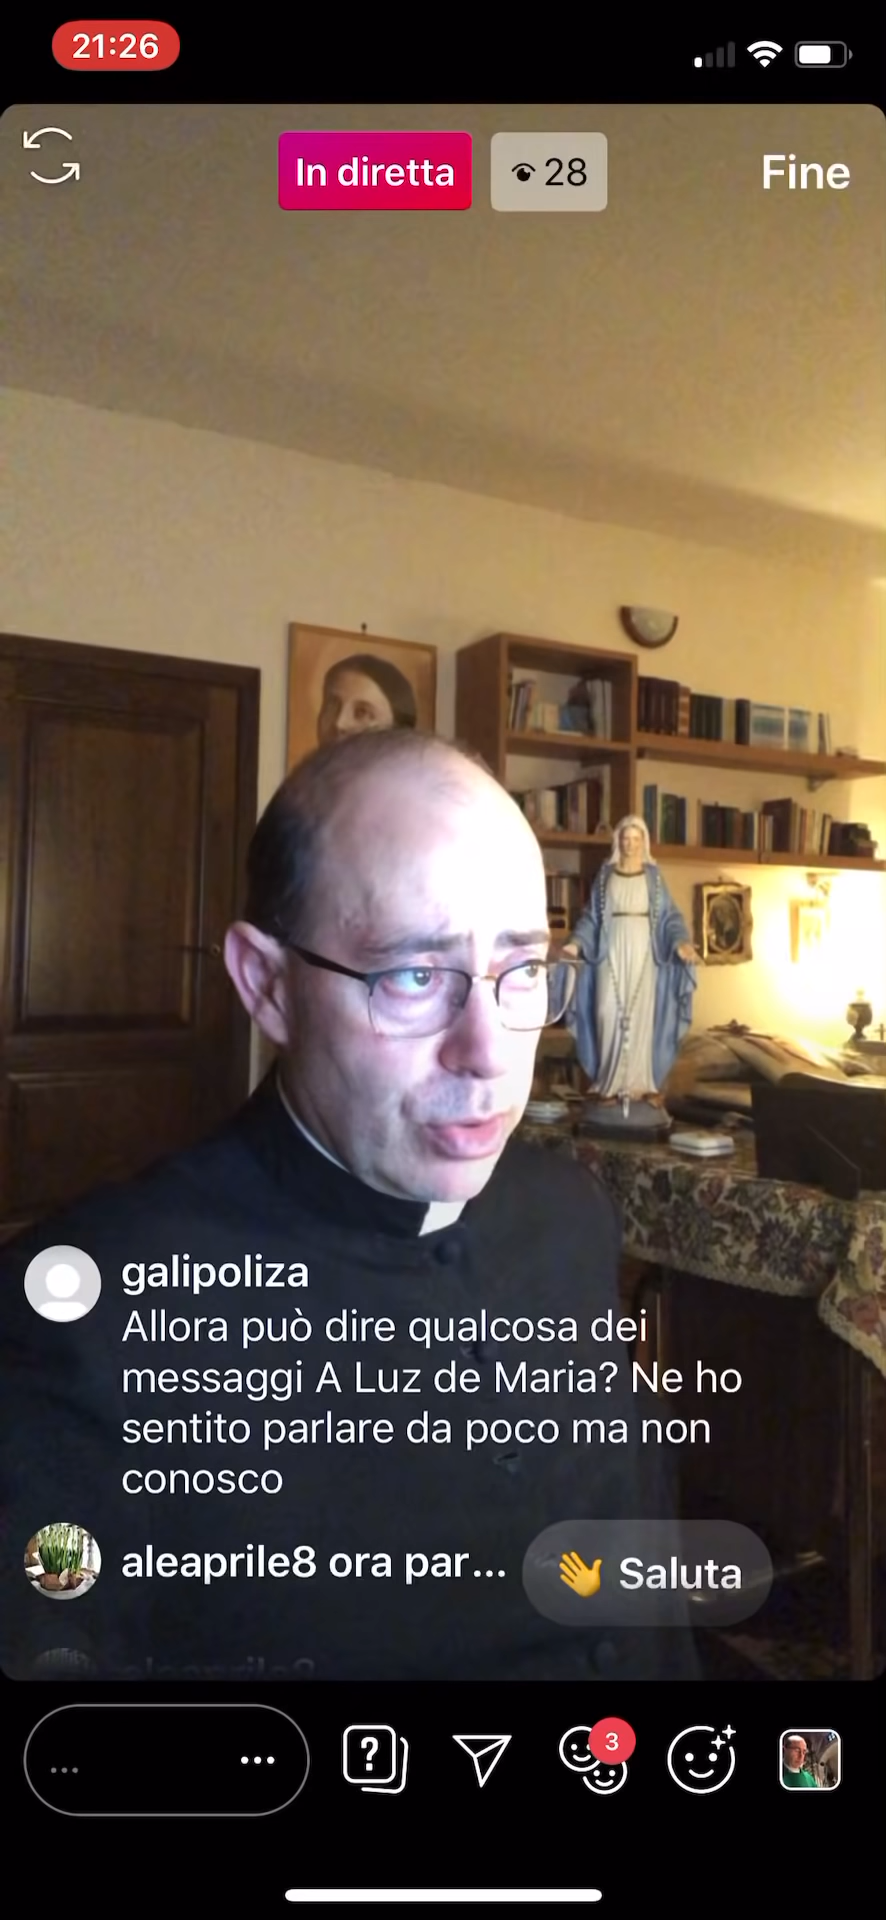 21:26
In diretta
28
Fine
galipoliza
Allora può dire qualcosa dei
messaggi A Luz de Maria? Ne ho
sentito parlare da poco ma non
conosco
aleaprile8 ora par...
👋 Saluta
...
...
?
3